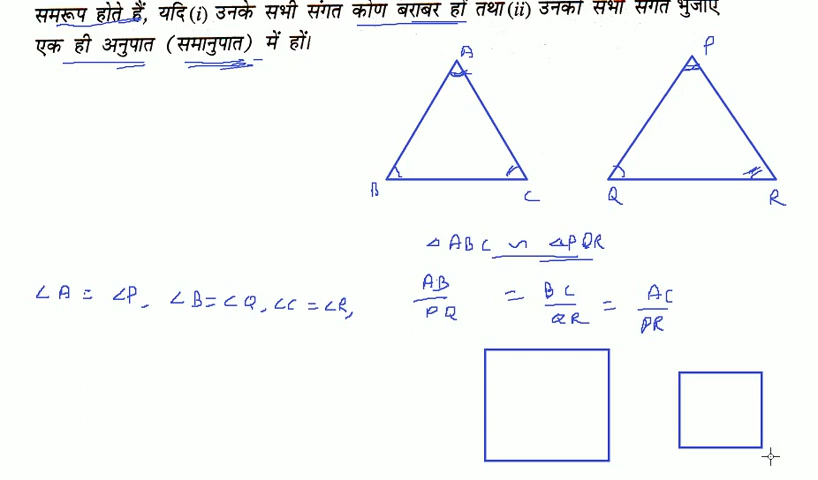 समरूप होते हैं, यदि (i) उनके सभी संगत कोण बराबर हों तथा (ii) उनकी सभी संगत भुजाएँ
एक ही अनुपात (समानुपात) में हों।
A
P
B
C
Q
R
△ABC ∽ △PQR
∠A = ∠P, ∠B = ∠Q, ∠C = ∠R, AB/PQ = BC/QR = AC/PR